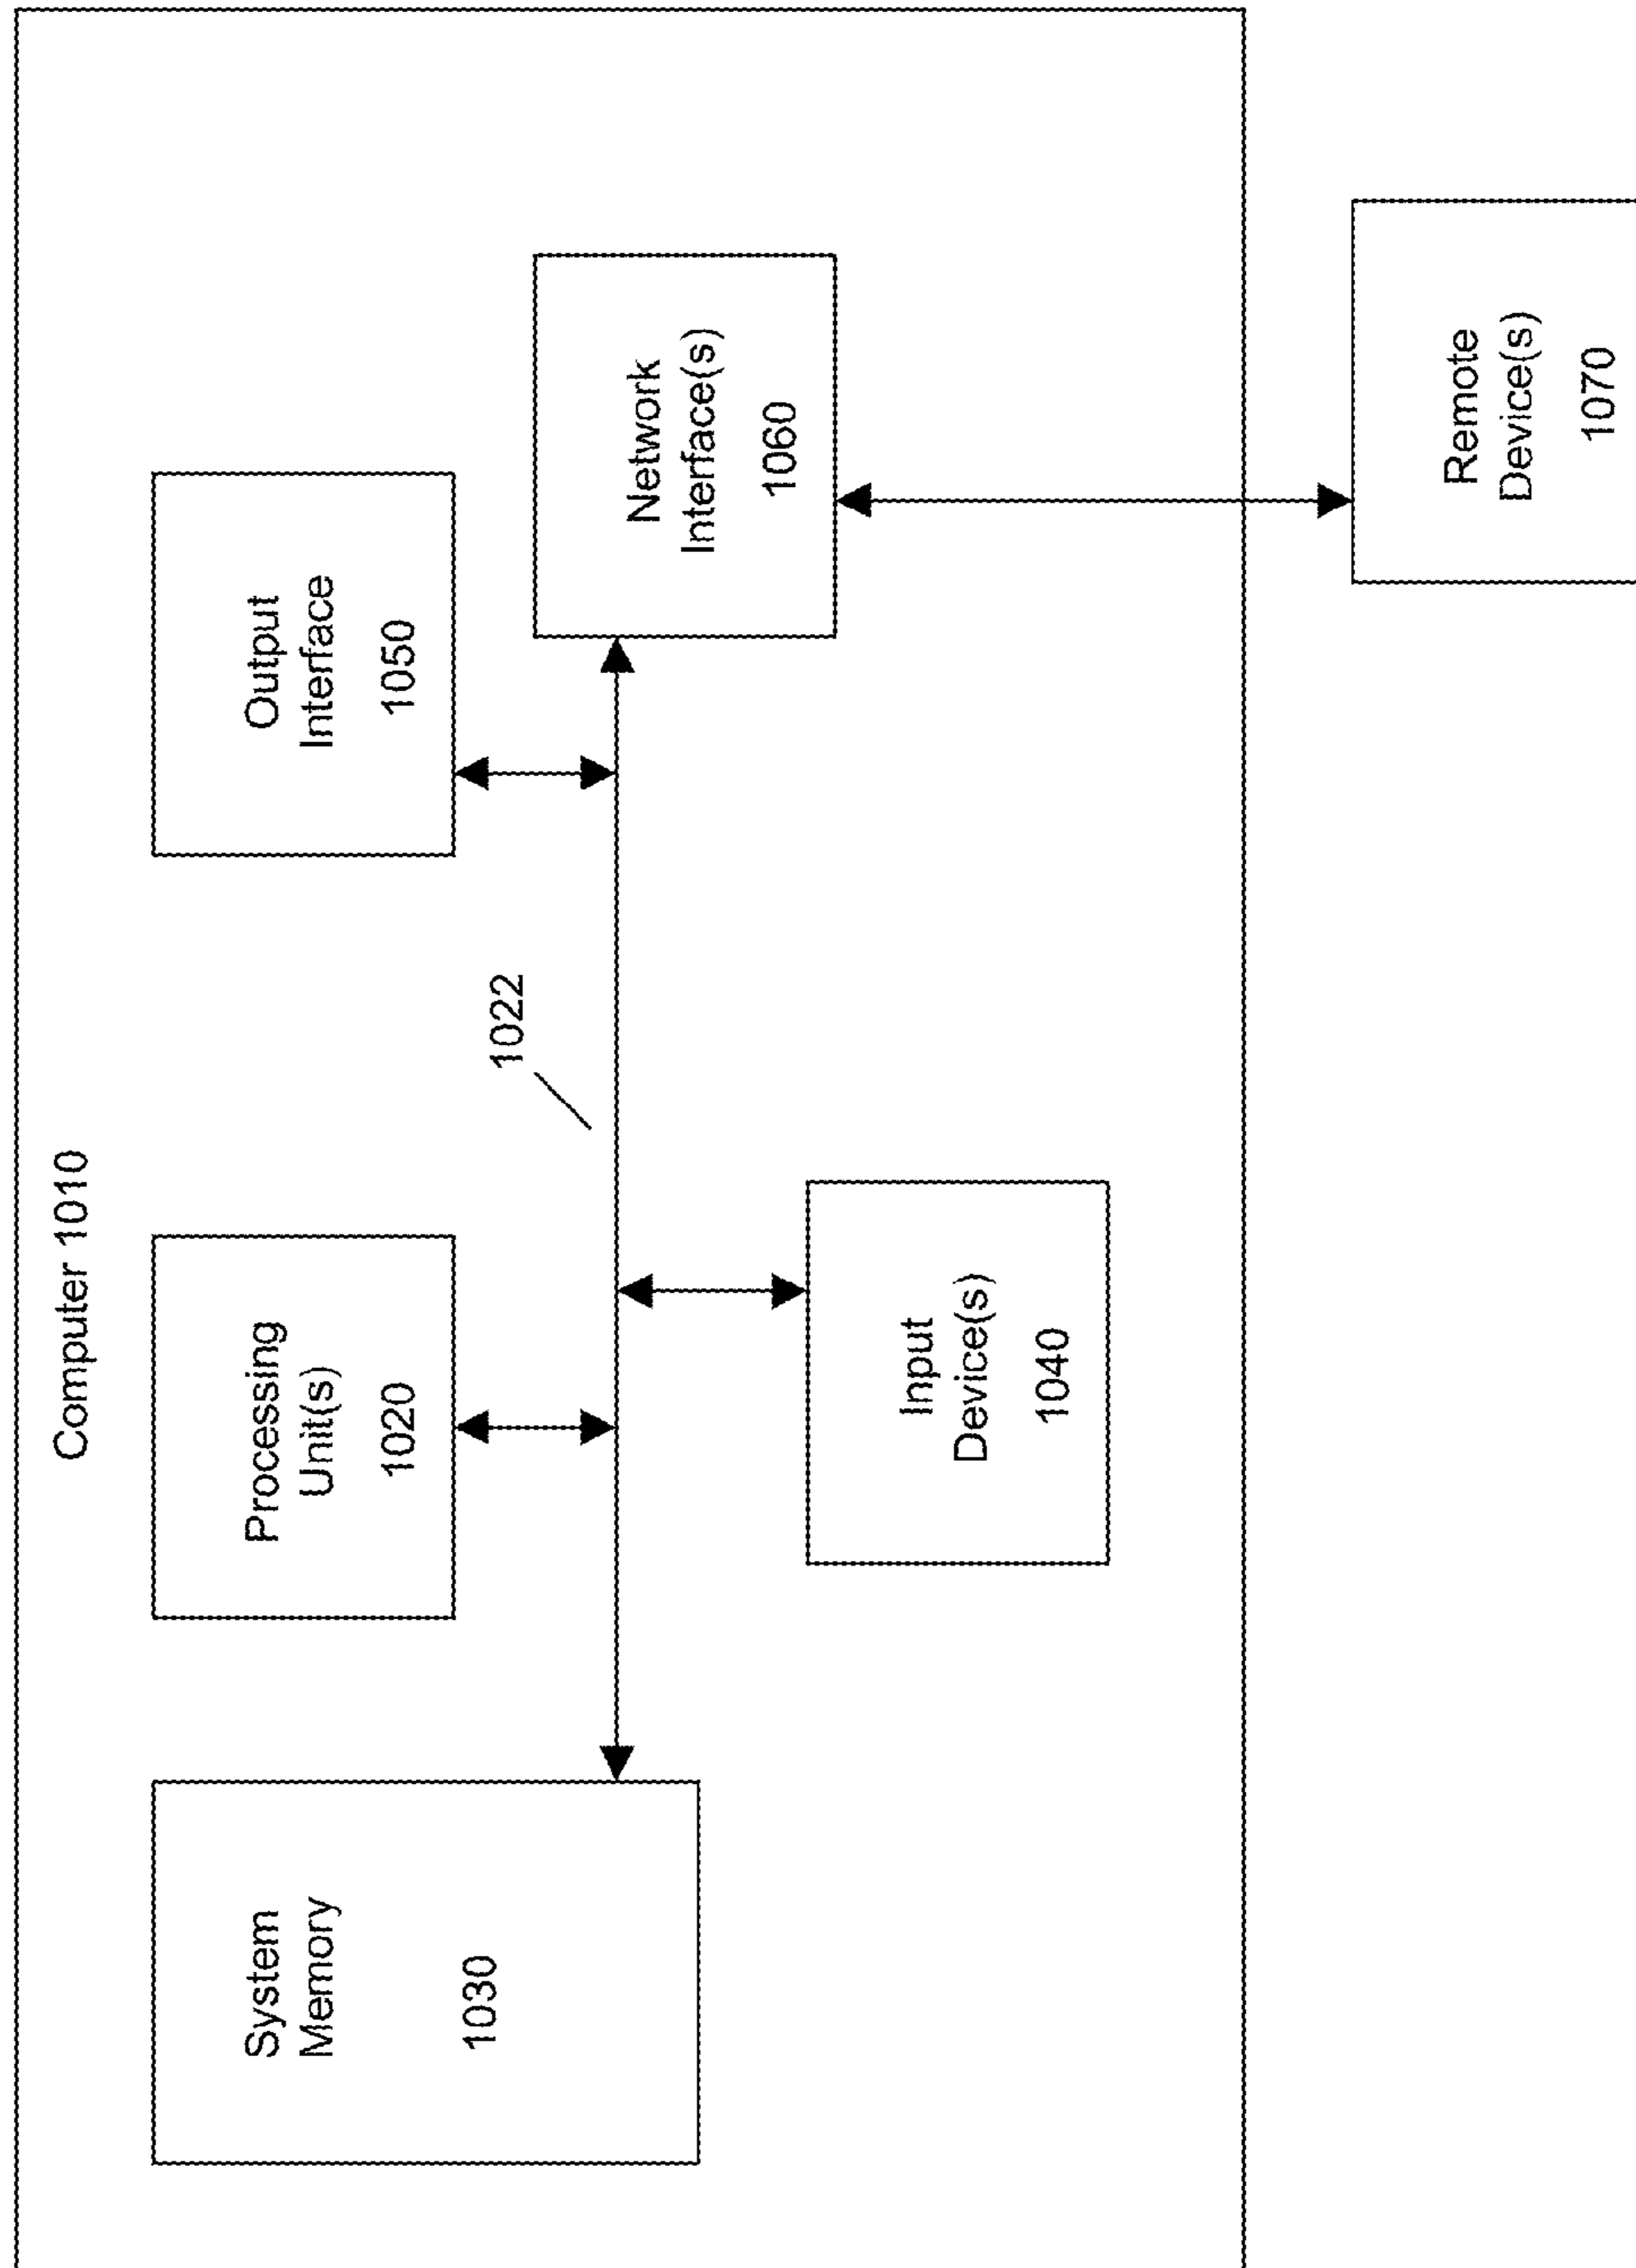 Computer 1010
System
Memory
1030
Processing
Unit(s)
1020
Output
Interface
1050
1022
Network
Interface(s)
1060
Input
Device(s)
1040
Remote
Device(s)
1070